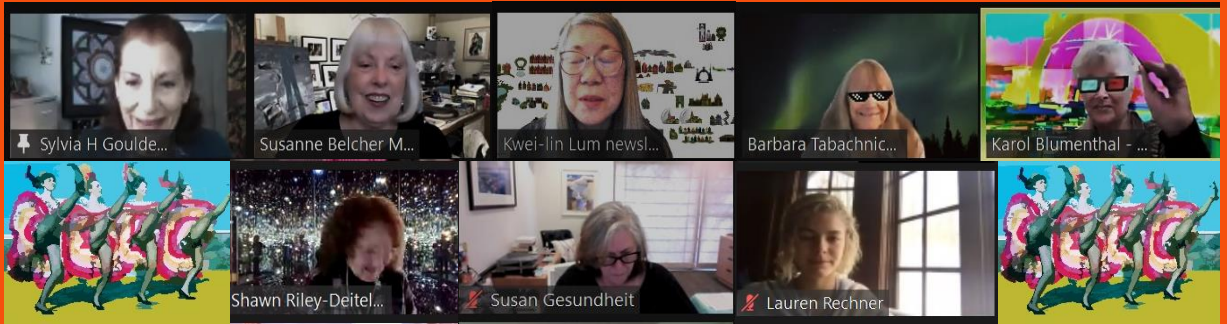 Sylvia H Goulde...
Susanne Belcher M...
Kwei-lin Lum newsl...
Barbara Tabachnic...
Karol Blumenthal - ...
Shawn Riley-Deitel...
Susan Gesundheit
Lauren Rechner